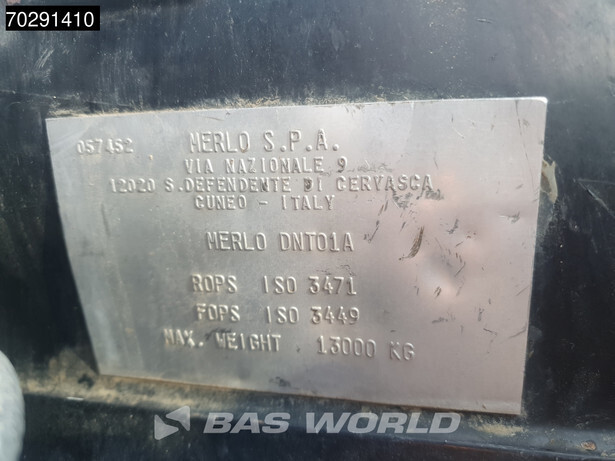 70291410
057452 MERLO S.P.A.
VIA NAZIONALE 9
12020 S.DEFENDENTE DI CERVASCA
CUNEO - ITALY
MERLO DNT01A
ROPS ISO 3471
FOPS ISO 3449
MAX. WEIGHT 13000 KG
BAS WORLD